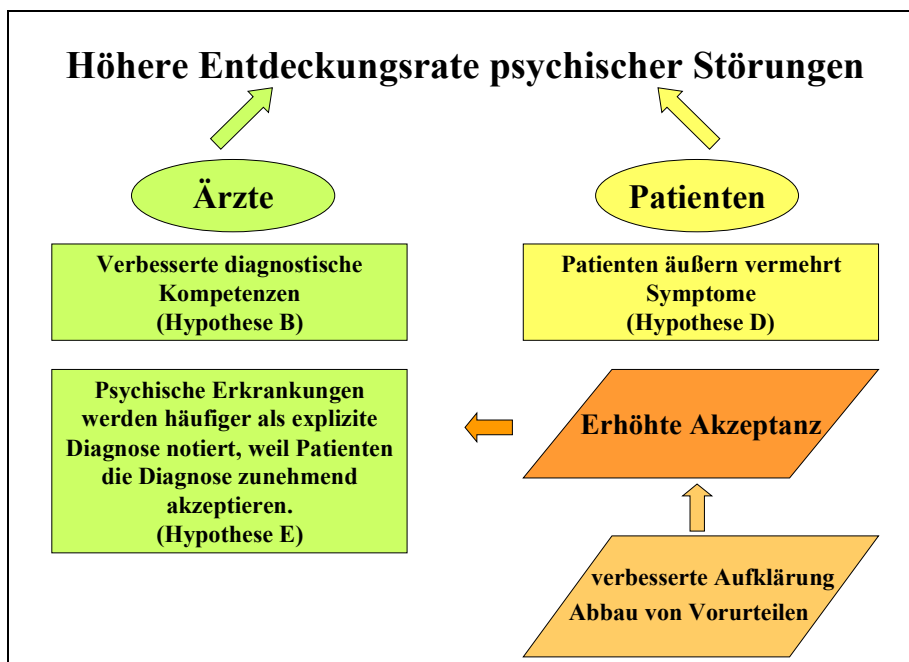 Höhere Entdeckungsrate psychischer Störungen
Ärzte
Verbesserte diagnostische
Kompetenzen
(Hypothese B)
Psychische Erkrankungen
werden häufiger als explizite
Diagnose notiert, weil Patienten
die Diagnose zunehmend
akzeptieren.
(Hypothese E)
Patienten
Patienten äußern vermehrt
Symptome
(Hypothese D)
Erhöhte Akzeptanz
verbesserte Aufklärung
Abbau von Vorurteilen